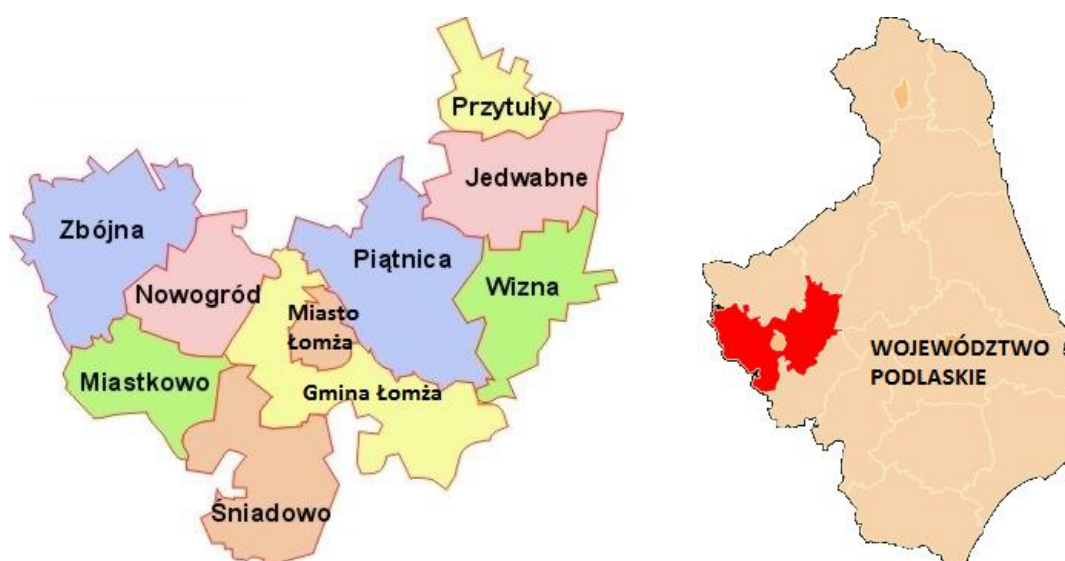 Przytuły
Jedwabne
Zbójna
Piątnica
Wizna
Nowogród
Miasto
Łomża
Miastkowo
Gmina Łomża
Śniadowo
WOJEWÓDZTWO
PODLASKIE